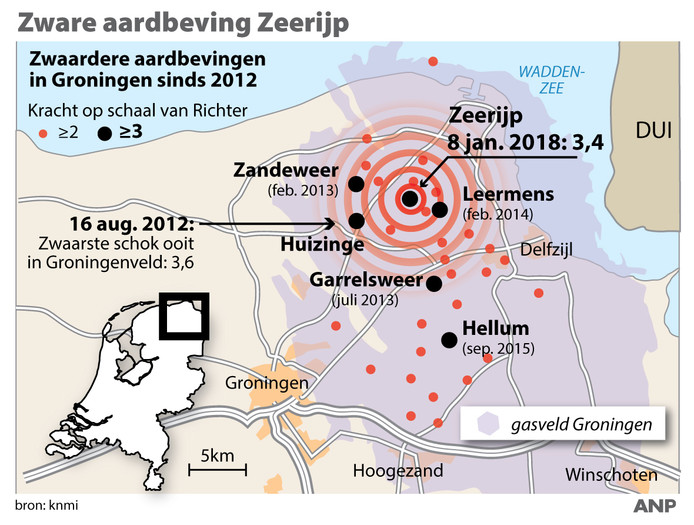 Zware aardbeving Zeerijp
Zwaardere aardbevingen
in Groningen sinds 2012
Kracht op schaal van Richter
≥2 ≥3
WADDEN-
ZEE
DUI
Zeerijp
8 jan. 2018: 3,4
Zandeweer
(feb. 2013)
Leermens
(feb. 2014)
16 aug. 2012:
Zwaarste schok ooit
in Groningenveld: 3,6
Huizinge
Delfzijl
Garrelsweer
(juli 2013)
Hellum
(sep. 2015)
Groningen
gasveld Groningen
5km
Hoogezand
Winschoten
bron: knmi
ANP